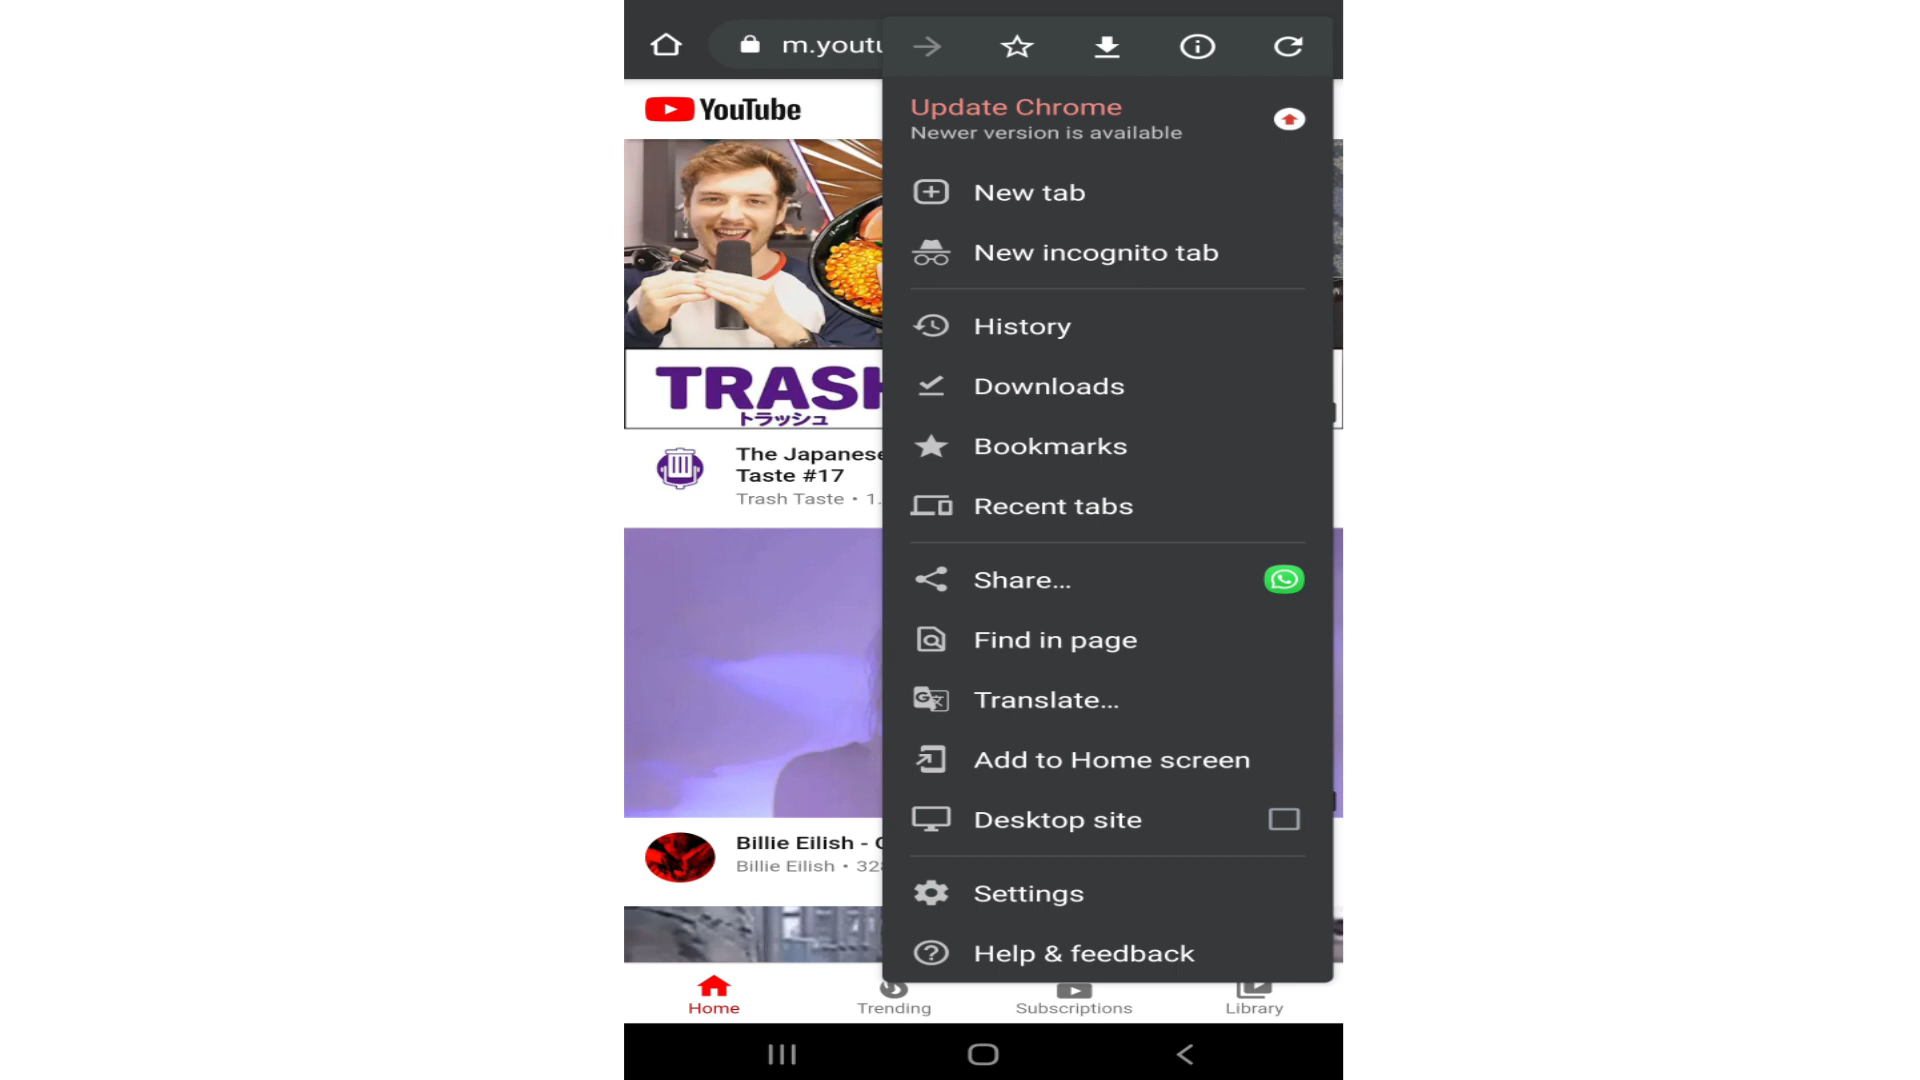 m.youtu
YouTube
Update Chrome
Newer version is available
New tab
New incognito tab
History
Downloads
Bookmarks
Recent tabs
Share...
Find in page
Translate...
Add to Home screen
Desktop site
Settings
Help & feedback
TRASH
トラッシュ
The Japanese
Taste #17
Trash Taste • 1.
Billie Eilish -
Billie Eilish • 32
Home
Trending
Subscriptions
Library